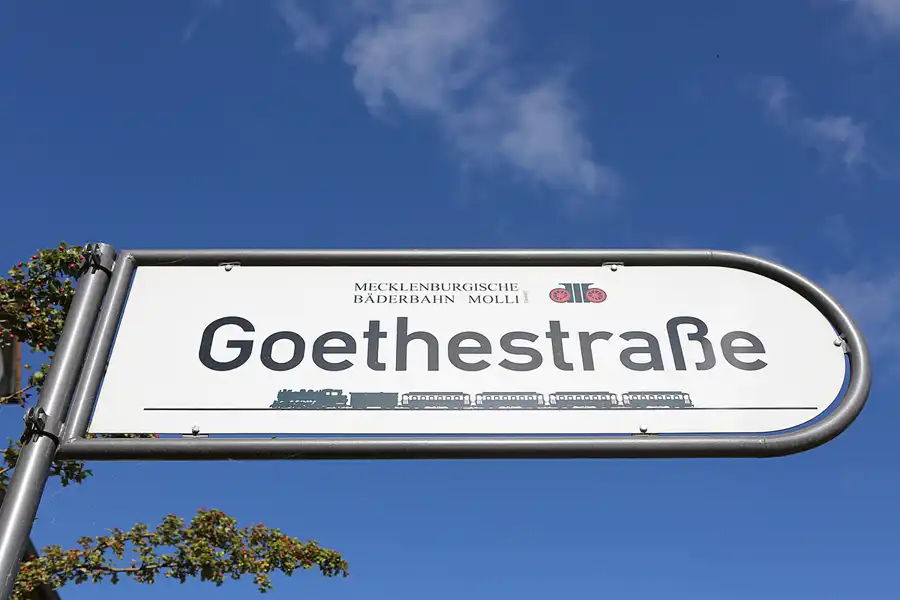 MECKLENBURGISCHE
BÄDERBAHN MOLLI
Goethestraße